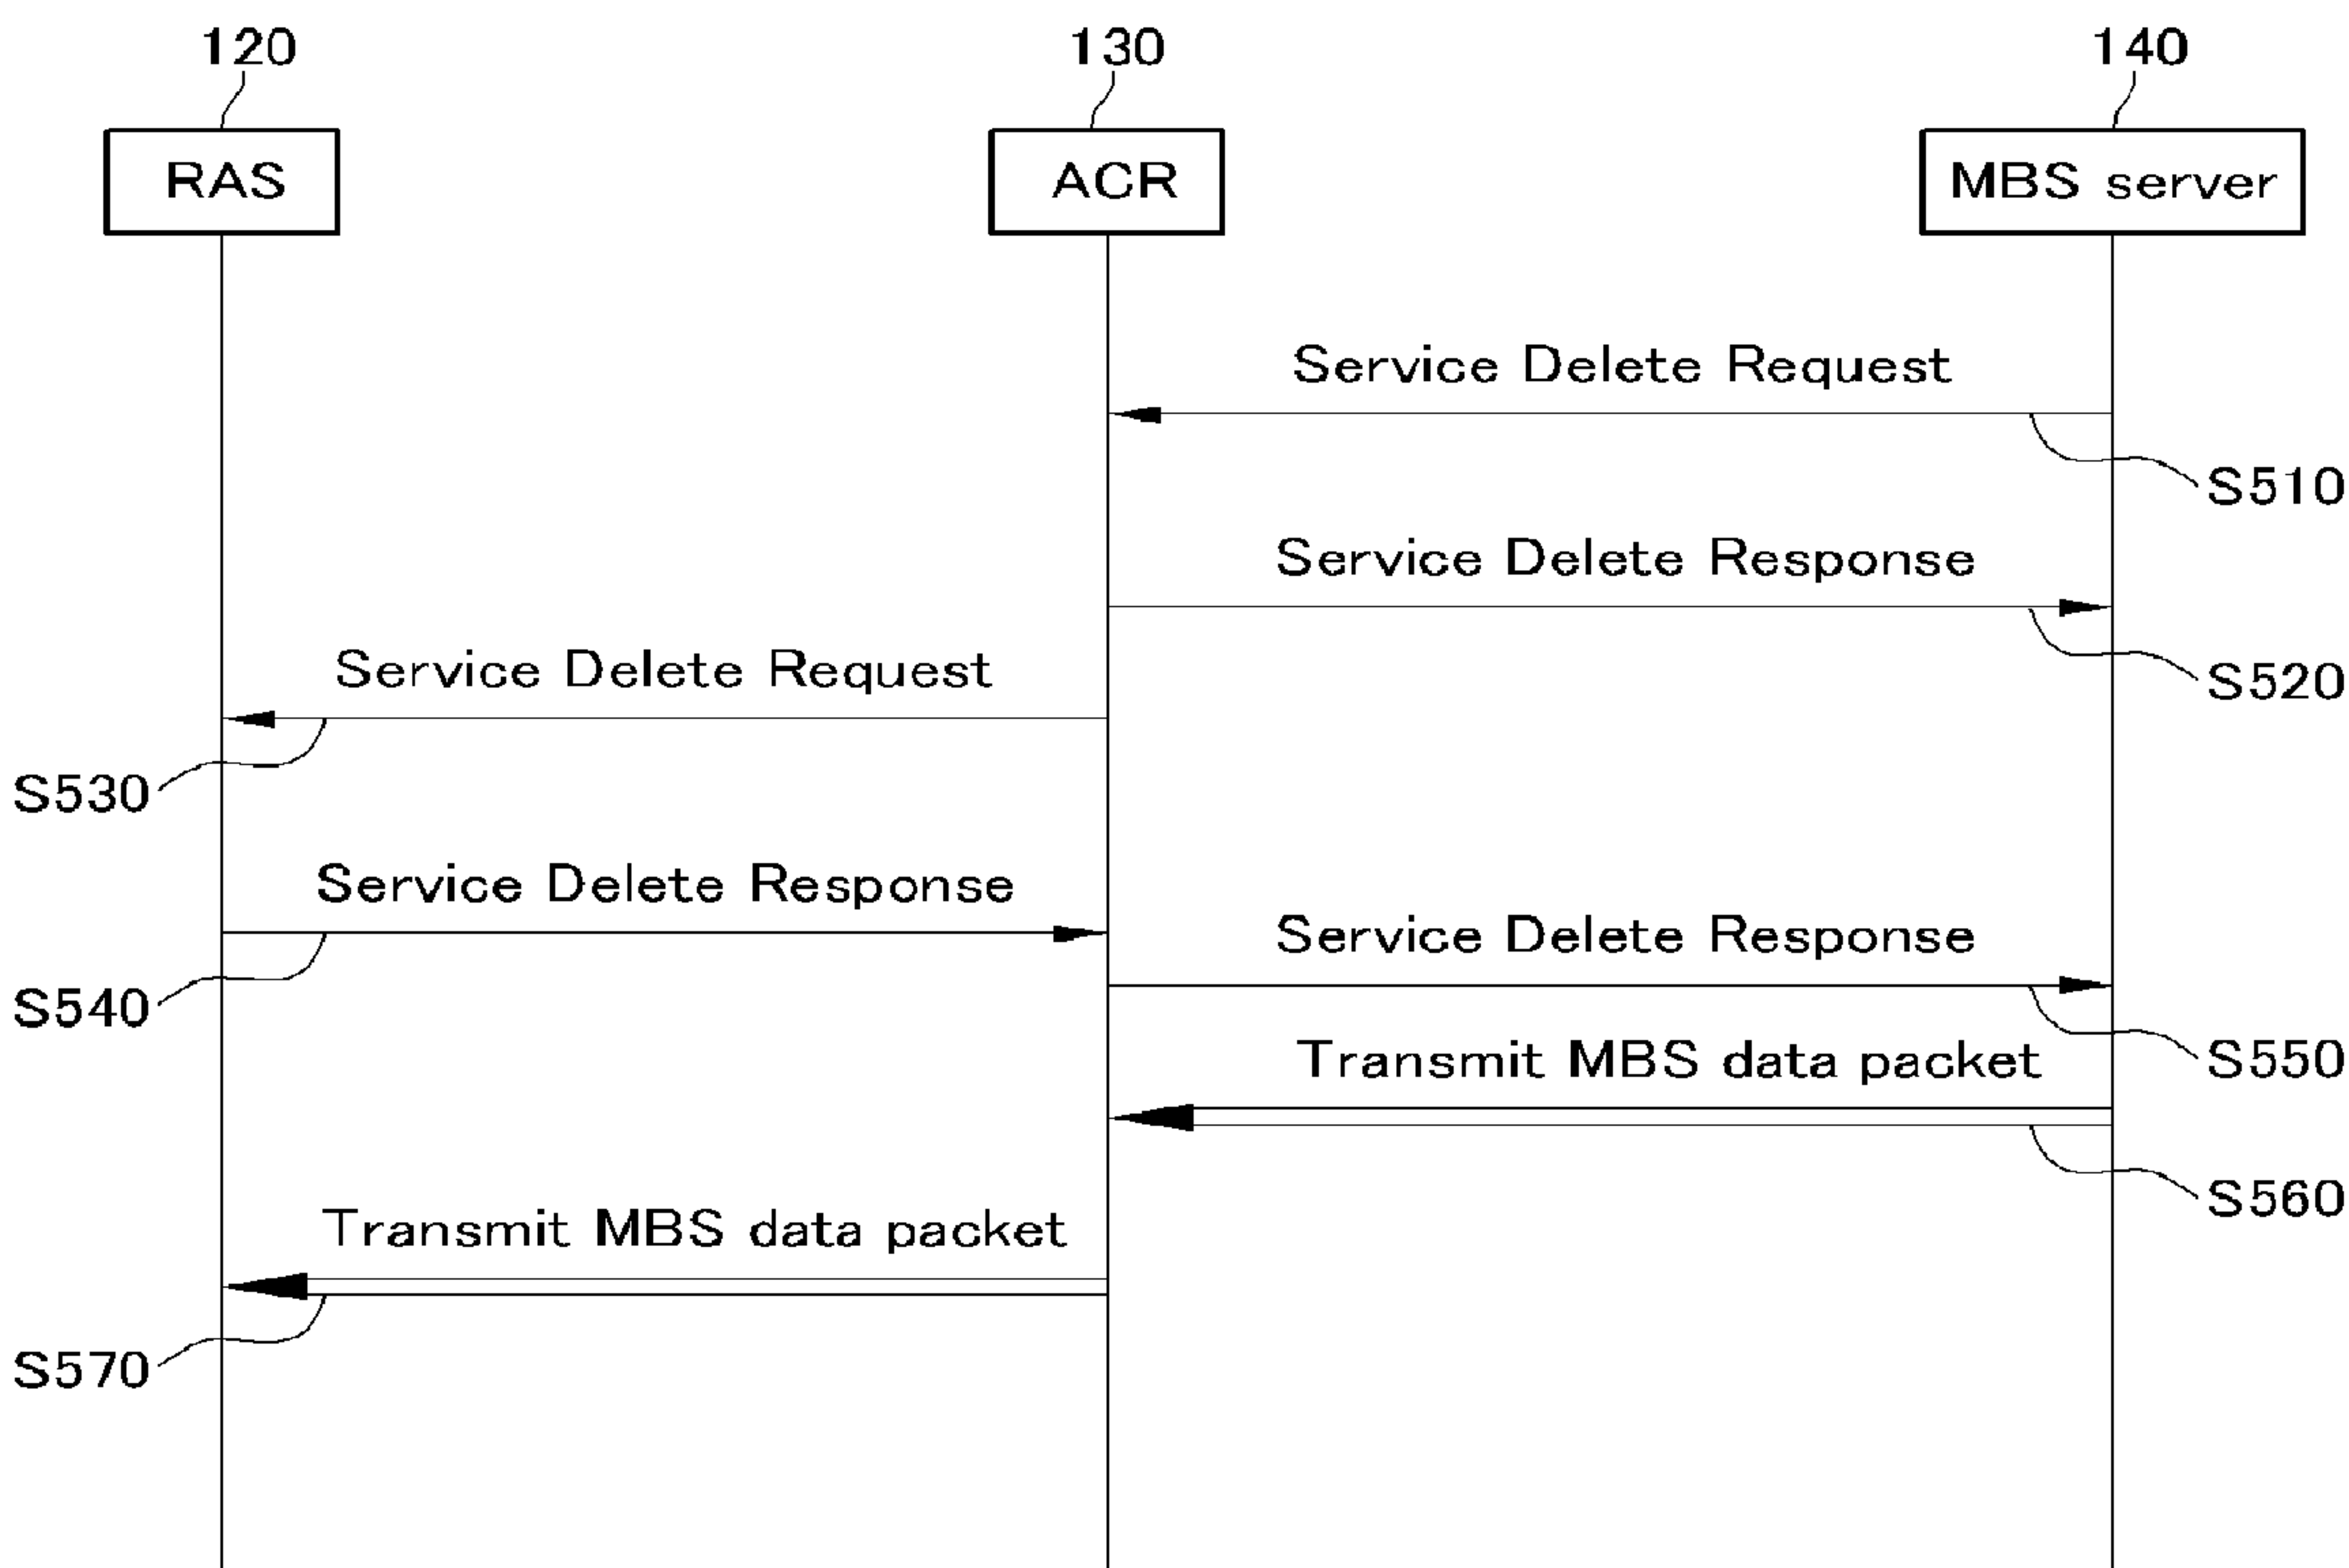 120
130
140
RAS
ACR
MBS server
Service Delete Request
S510
Service Delete Response
S520
Service Delete Request
S530
Service Delete Response
S540
Service Delete Response
S550
Transmit MBS data packet
S560
Transmit MBS data packet
S570